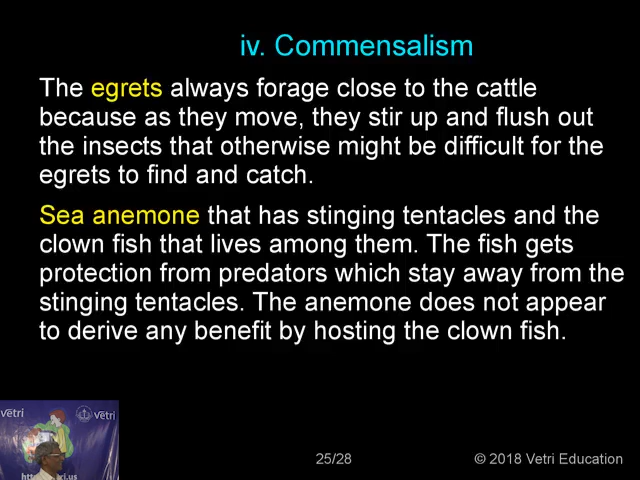 iv. Commensalism
The egrets always forage close to the cattle
because as they move, they stir up and flush out
the insects that otherwise might be difficult for the
egrets to find and catch.
Sea anemone that has stinging tentacles and the
clown fish that lives among them. The fish gets
protection from predators which stay away from the
stinging tentacles. The anemone does not appear
to derive any benefit by hosting the clown fish.
vetri
vetri
25/28
© 2018 Vetri Education